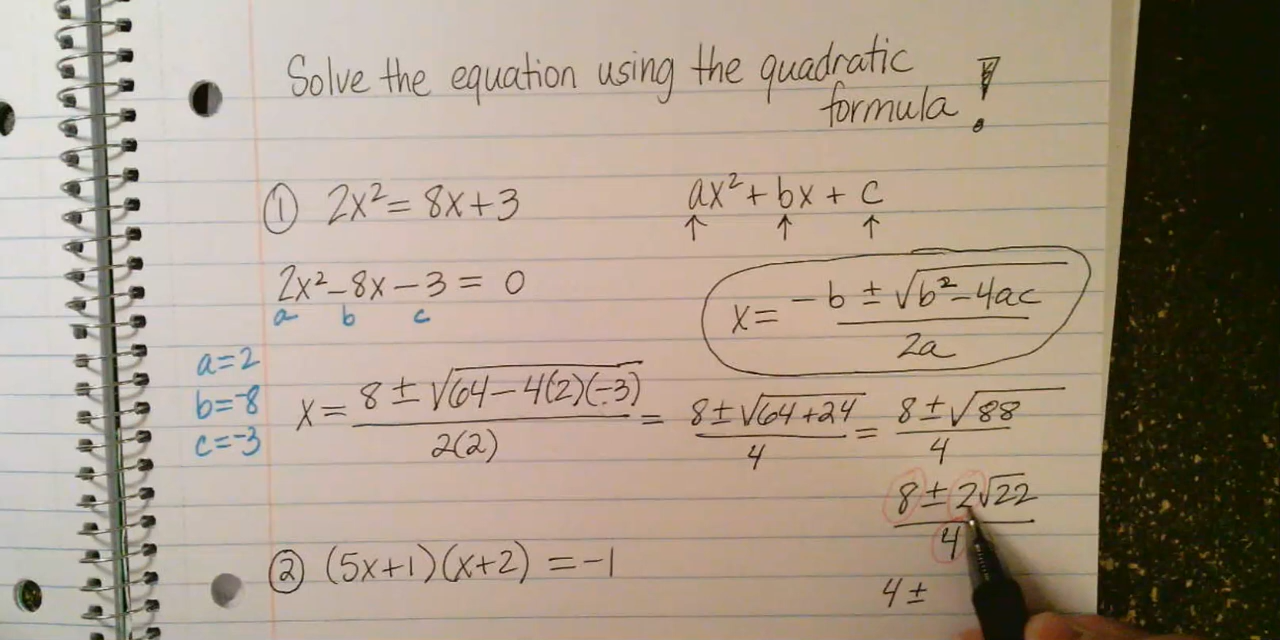 Solve the equation using the quadratic
formula!
① 2x² = 8x + 3
ax² + bx + c
↑ ↑ ↑
2x² - 8x - 3 = 0
a b c
x = (-b ± √(b² - 4ac)) / 2a
a = 2
b = -8
c = -3
x = (8 ± √(64 - 4(2)(-3))) / 2(2) = (8 ± √(64 + 24)) / 4 = (8 ± √88) / 4
(8 ± 2√22) / 4
② (5x+1)(x+2) = -1
4 ±